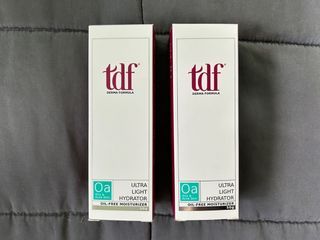 tdf
DERMA FORMULA
Oa
ULTRA
LIGHT
HYDRATOR
OIL-FREE MOISTURIZER
tdf
DERMA FORMULA
Oa
ULTRA
LIGHT
HYDRATOR
OIL-FREE MOISTURIZER